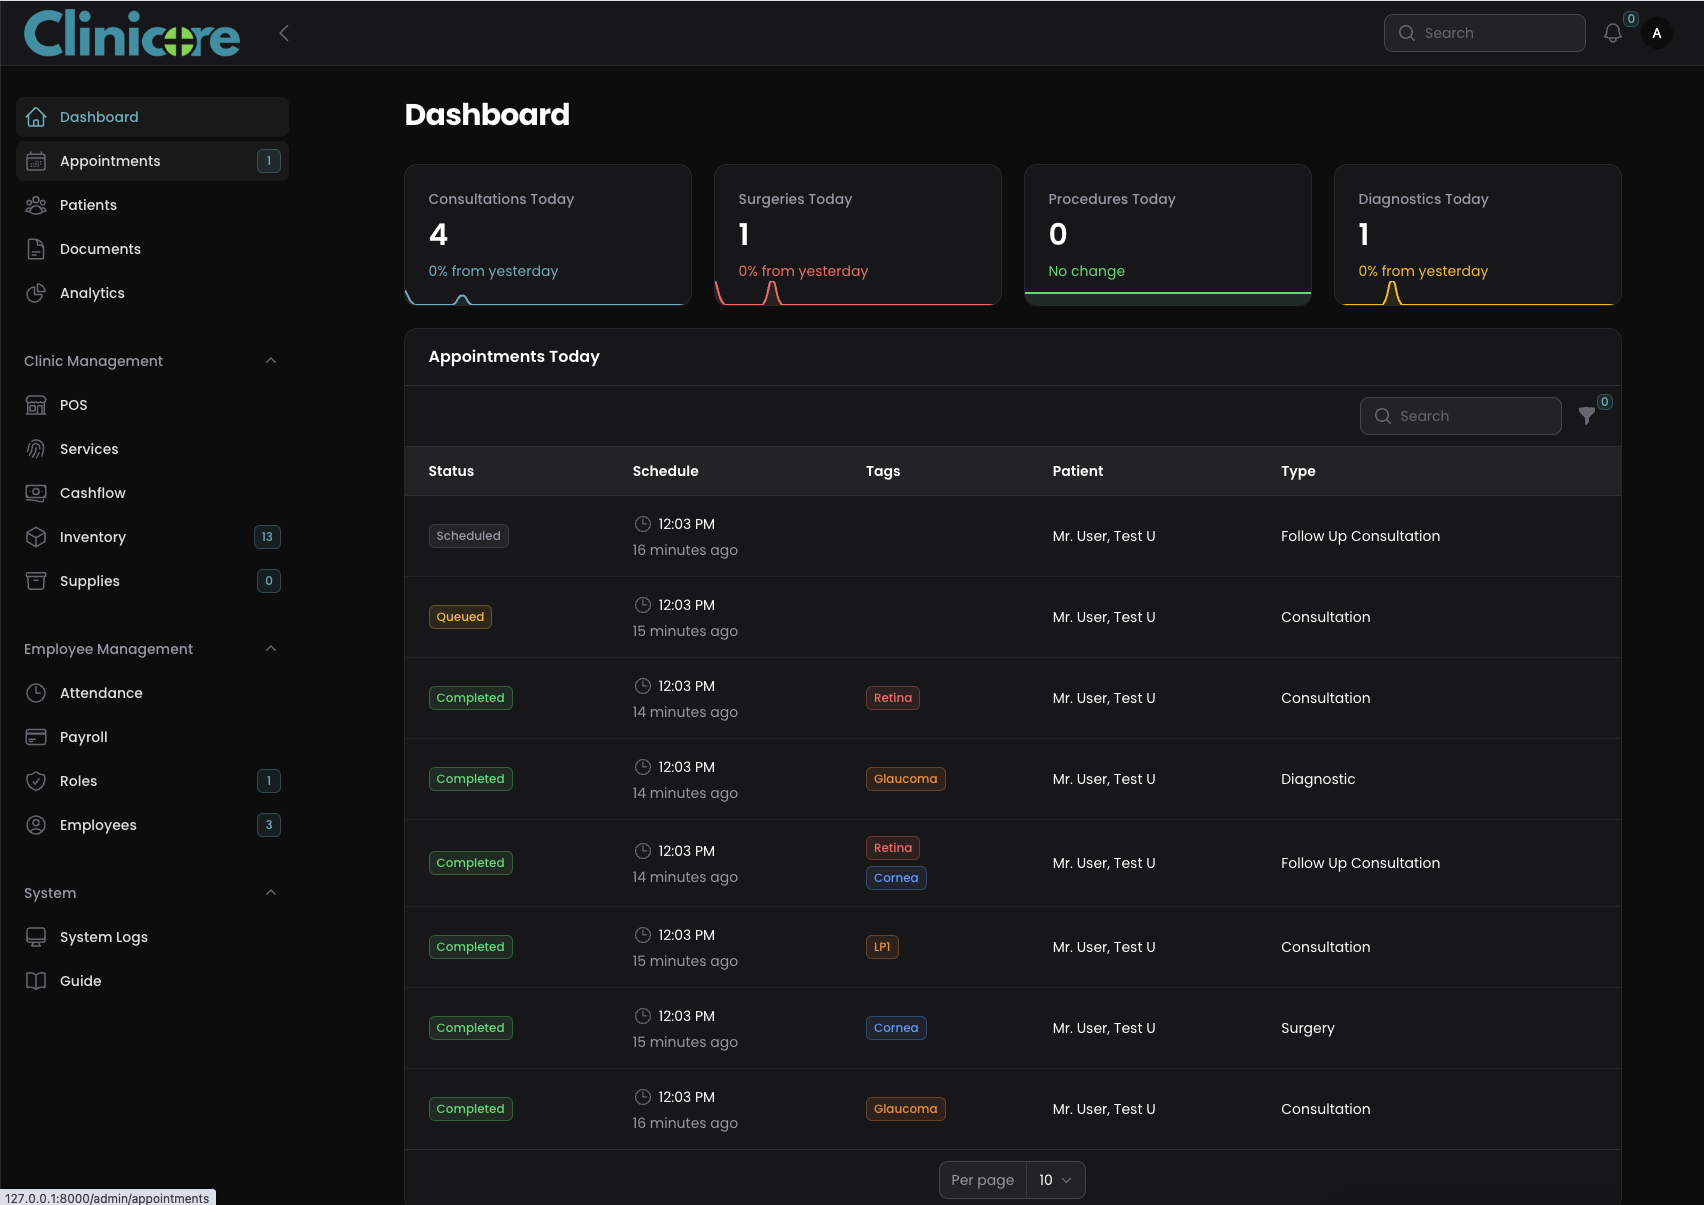 Clinicore
Search
0
A
Dashboard
Appointments 1
Patients
Documents
Analytics
Clinic Management
POS
Services
Cashflow
Inventory 13
Supplies 0
Employee Management
Attendance
Payroll
Roles 1
Employees 3
System
System Logs
Guide
Dashboard
Consultations Today
4
0% from yesterday
Surgeries Today
1
0% from yesterday
Procedures Today
0
No change
Diagnostics Today
1
0% from yesterday
Appointments Today
Search
0
Status Schedule Tags Patient Type
Scheduled 12:03 PM Mr. User, Test U Follow Up Consultation
16 minutes ago
Queued 12:03 PM Mr. User, Test U Consultation
15 minutes ago
Completed 12:03 PM Retina Mr. User, Test U Consultation
14 minutes ago
Completed 12:03 PM Glaucoma Mr. User, Test U Diagnostic
14 minutes ago
Completed 12:03 PM Retina Mr. User, Test U Follow Up Consultation
14 minutes ago Cornea
Completed 12:03 PM LP1 Mr. User, Test U Consultation
15 minutes ago
Completed 12:03 PM Cornea Mr. User, Test U Surgery
15 minutes ago
Completed 12:03 PM Glaucoma Mr. User, Test U Consultation
16 minutes ago
Per page 10
127.0.0.1:8000/admin/appointments